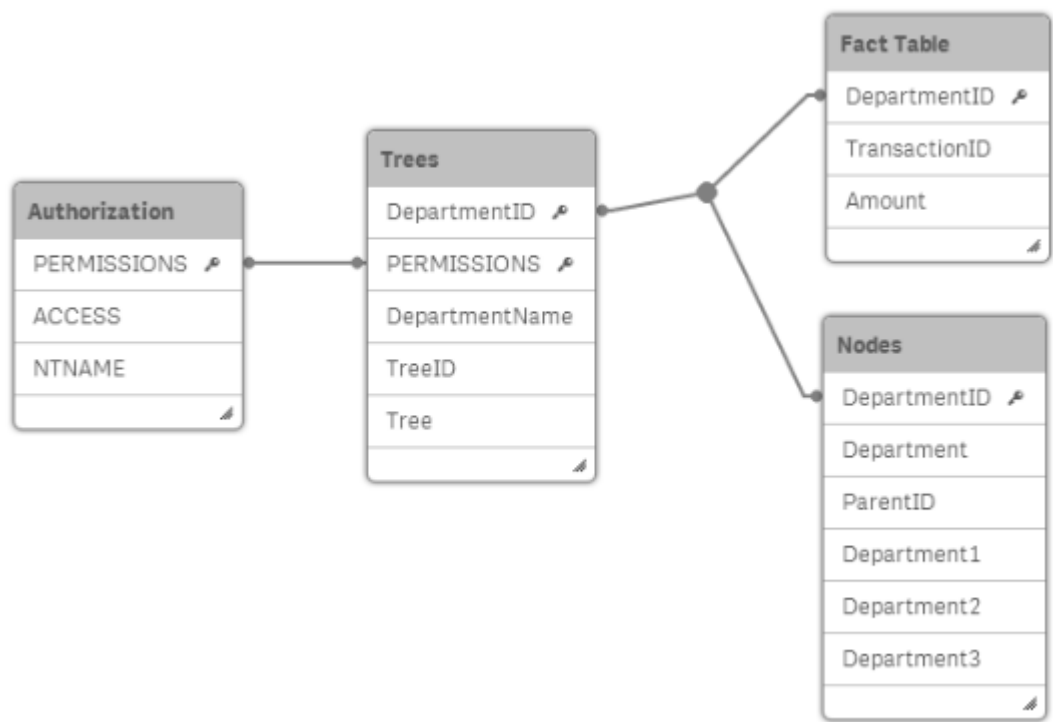 Authorization
PERMISSIONS
ACCESS
NTNAME
Trees
DepartmentID
PERMISSIONS
DepartmentName
TreeID
Tree
Fact Table
DepartmentID
TransactionID
Amount
Nodes
DepartmentID
Department
ParentID
Department1
Department2
Department3